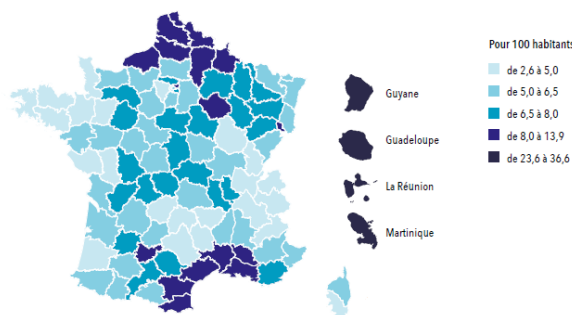 Pour 100 habitants
de 2,6 à 5,0
de 5,0 à 6,5
de 6,5 à 8,0
de 8,0 à 13,9
de 23,6 à 36,6
Guyane
Guadeloupe
La Réunion
Martinique